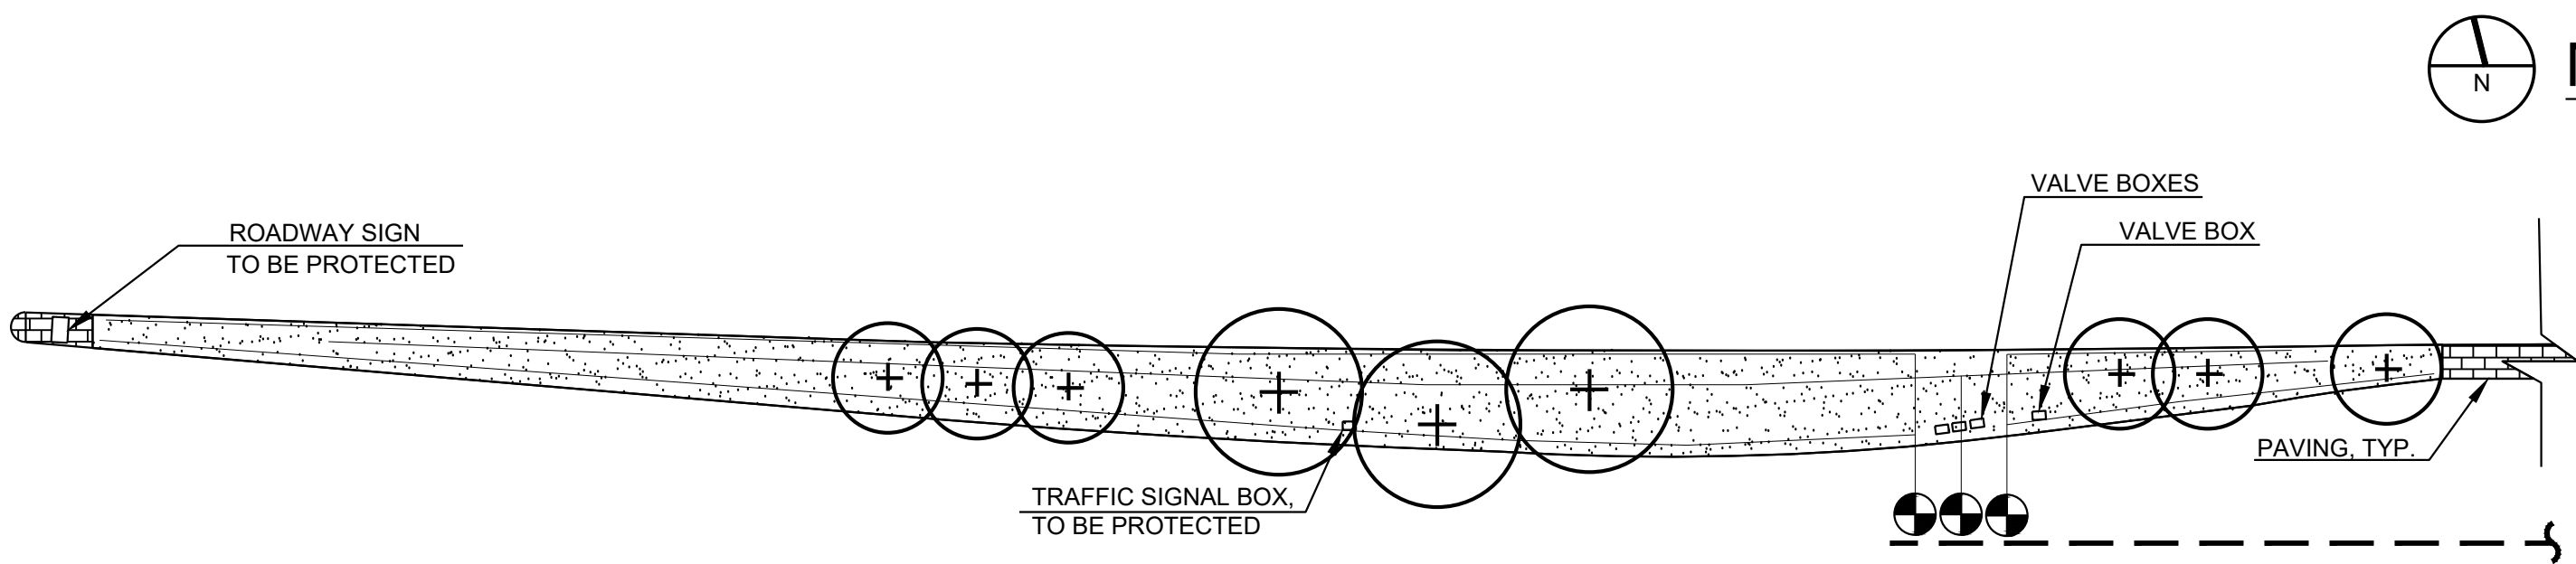 N
VALVE BOXES
VALVE BOX
ROADWAY SIGN
TO BE PROTECTED
PAVING, TYP.
TRAFFIC SIGNAL BOX,
TO BE PROTECTED